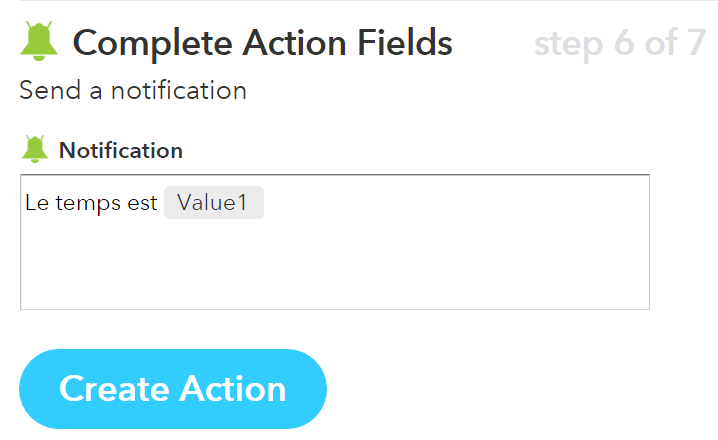 Complete Action Fields step 6 of 7
Send a notification
Notification
Le temps est Value1
Create Action